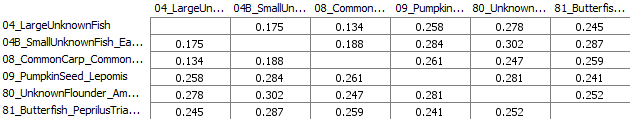 04_LargeUn... 04B_SmallUn... 08_Common... 09_Pumpkin... 80_Unknown... 81_Butterfis...
04_LargeUnknownFish 0.175 0.134 0.258 0.278 0.245
04B_SmallUnknownFish_Ea... 0.175 0.188 0.284 0.302 0.287
08_CommonCarp_Common... 0.134 0.188 0.261 0.247 0.259
09_PumpkinSeed_Lepomis 0.258 0.284 0.261 0.281 0.241
80_UnknownFlounder_Am... 0.278 0.302 0.247 0.281 0.252
81_Butterfish_PeprilusTria... 0.245 0.287 0.259 0.241 0.252